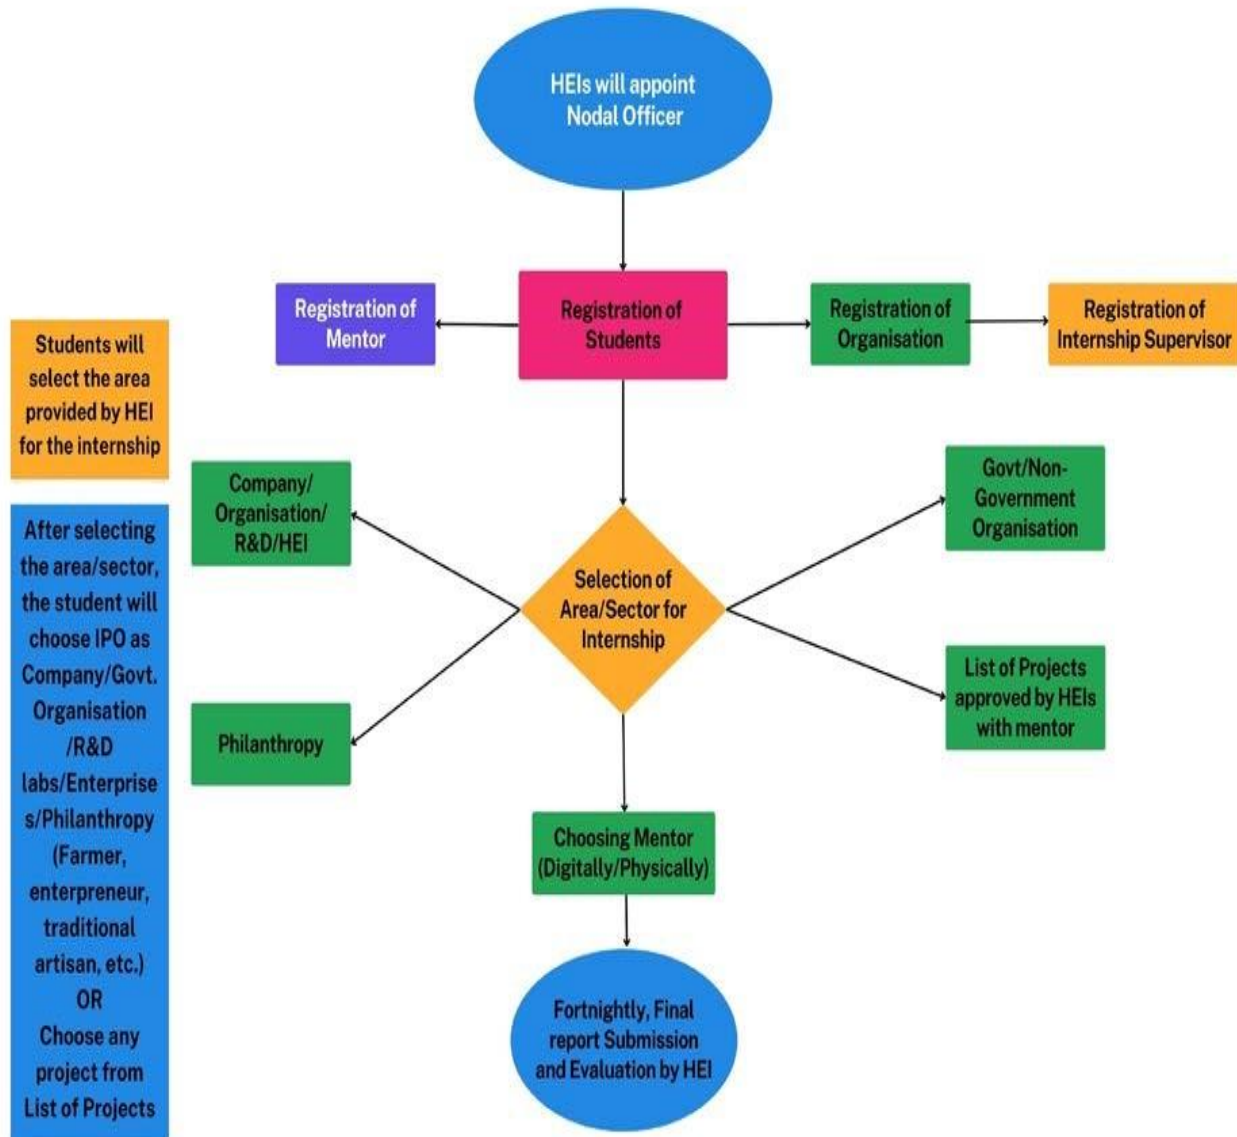 HEIs will appoint
Nodal Officer
Registration of
Mentor
Registration of
Students
Registration of
Organisation
Registration of
Internship Supervisor
Students will
select the area
provided by HEI
for the internship
Company/
Organisation/
R&D/HEI
Govt/Non-
Government
Organisation
Selection of
Area/Sector for
Internship
Philanthropy
List of Projects
approved by HEIs
with mentor
After selecting
the area/sector,
the student will
choose IPO as
Company/Govt.
Organisation
/R&D
labs/Enterprise
s/Philanthropy
(Farmer,
enterpreneur,
traditional
artisan, etc.)
OR
Choose any
project from
List of Projects
Choosing Mentor
(Digitally/Physically)
Fortnightly, Final
report Submission
and Evaluation by HEI